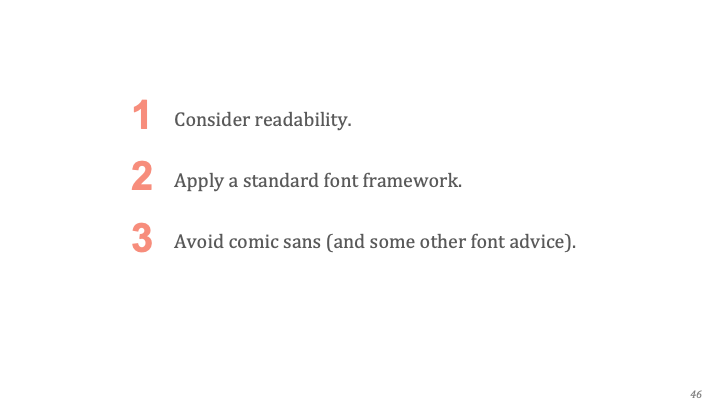 1 Consider readability.
2 Apply a standard font framework.
3 Avoid comic sans (and some other font advice).
46